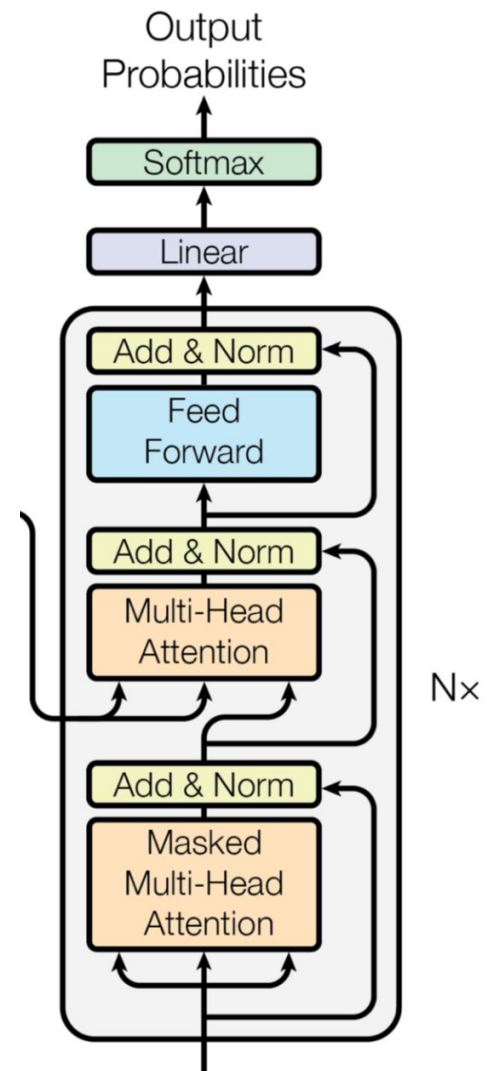 Output
Probabilities
Softmax
Linear
Add & Norm
Feed
Forward
Add & Norm
Multi-Head
Attention
N×
Add & Norm
Masked
Multi-Head
Attention